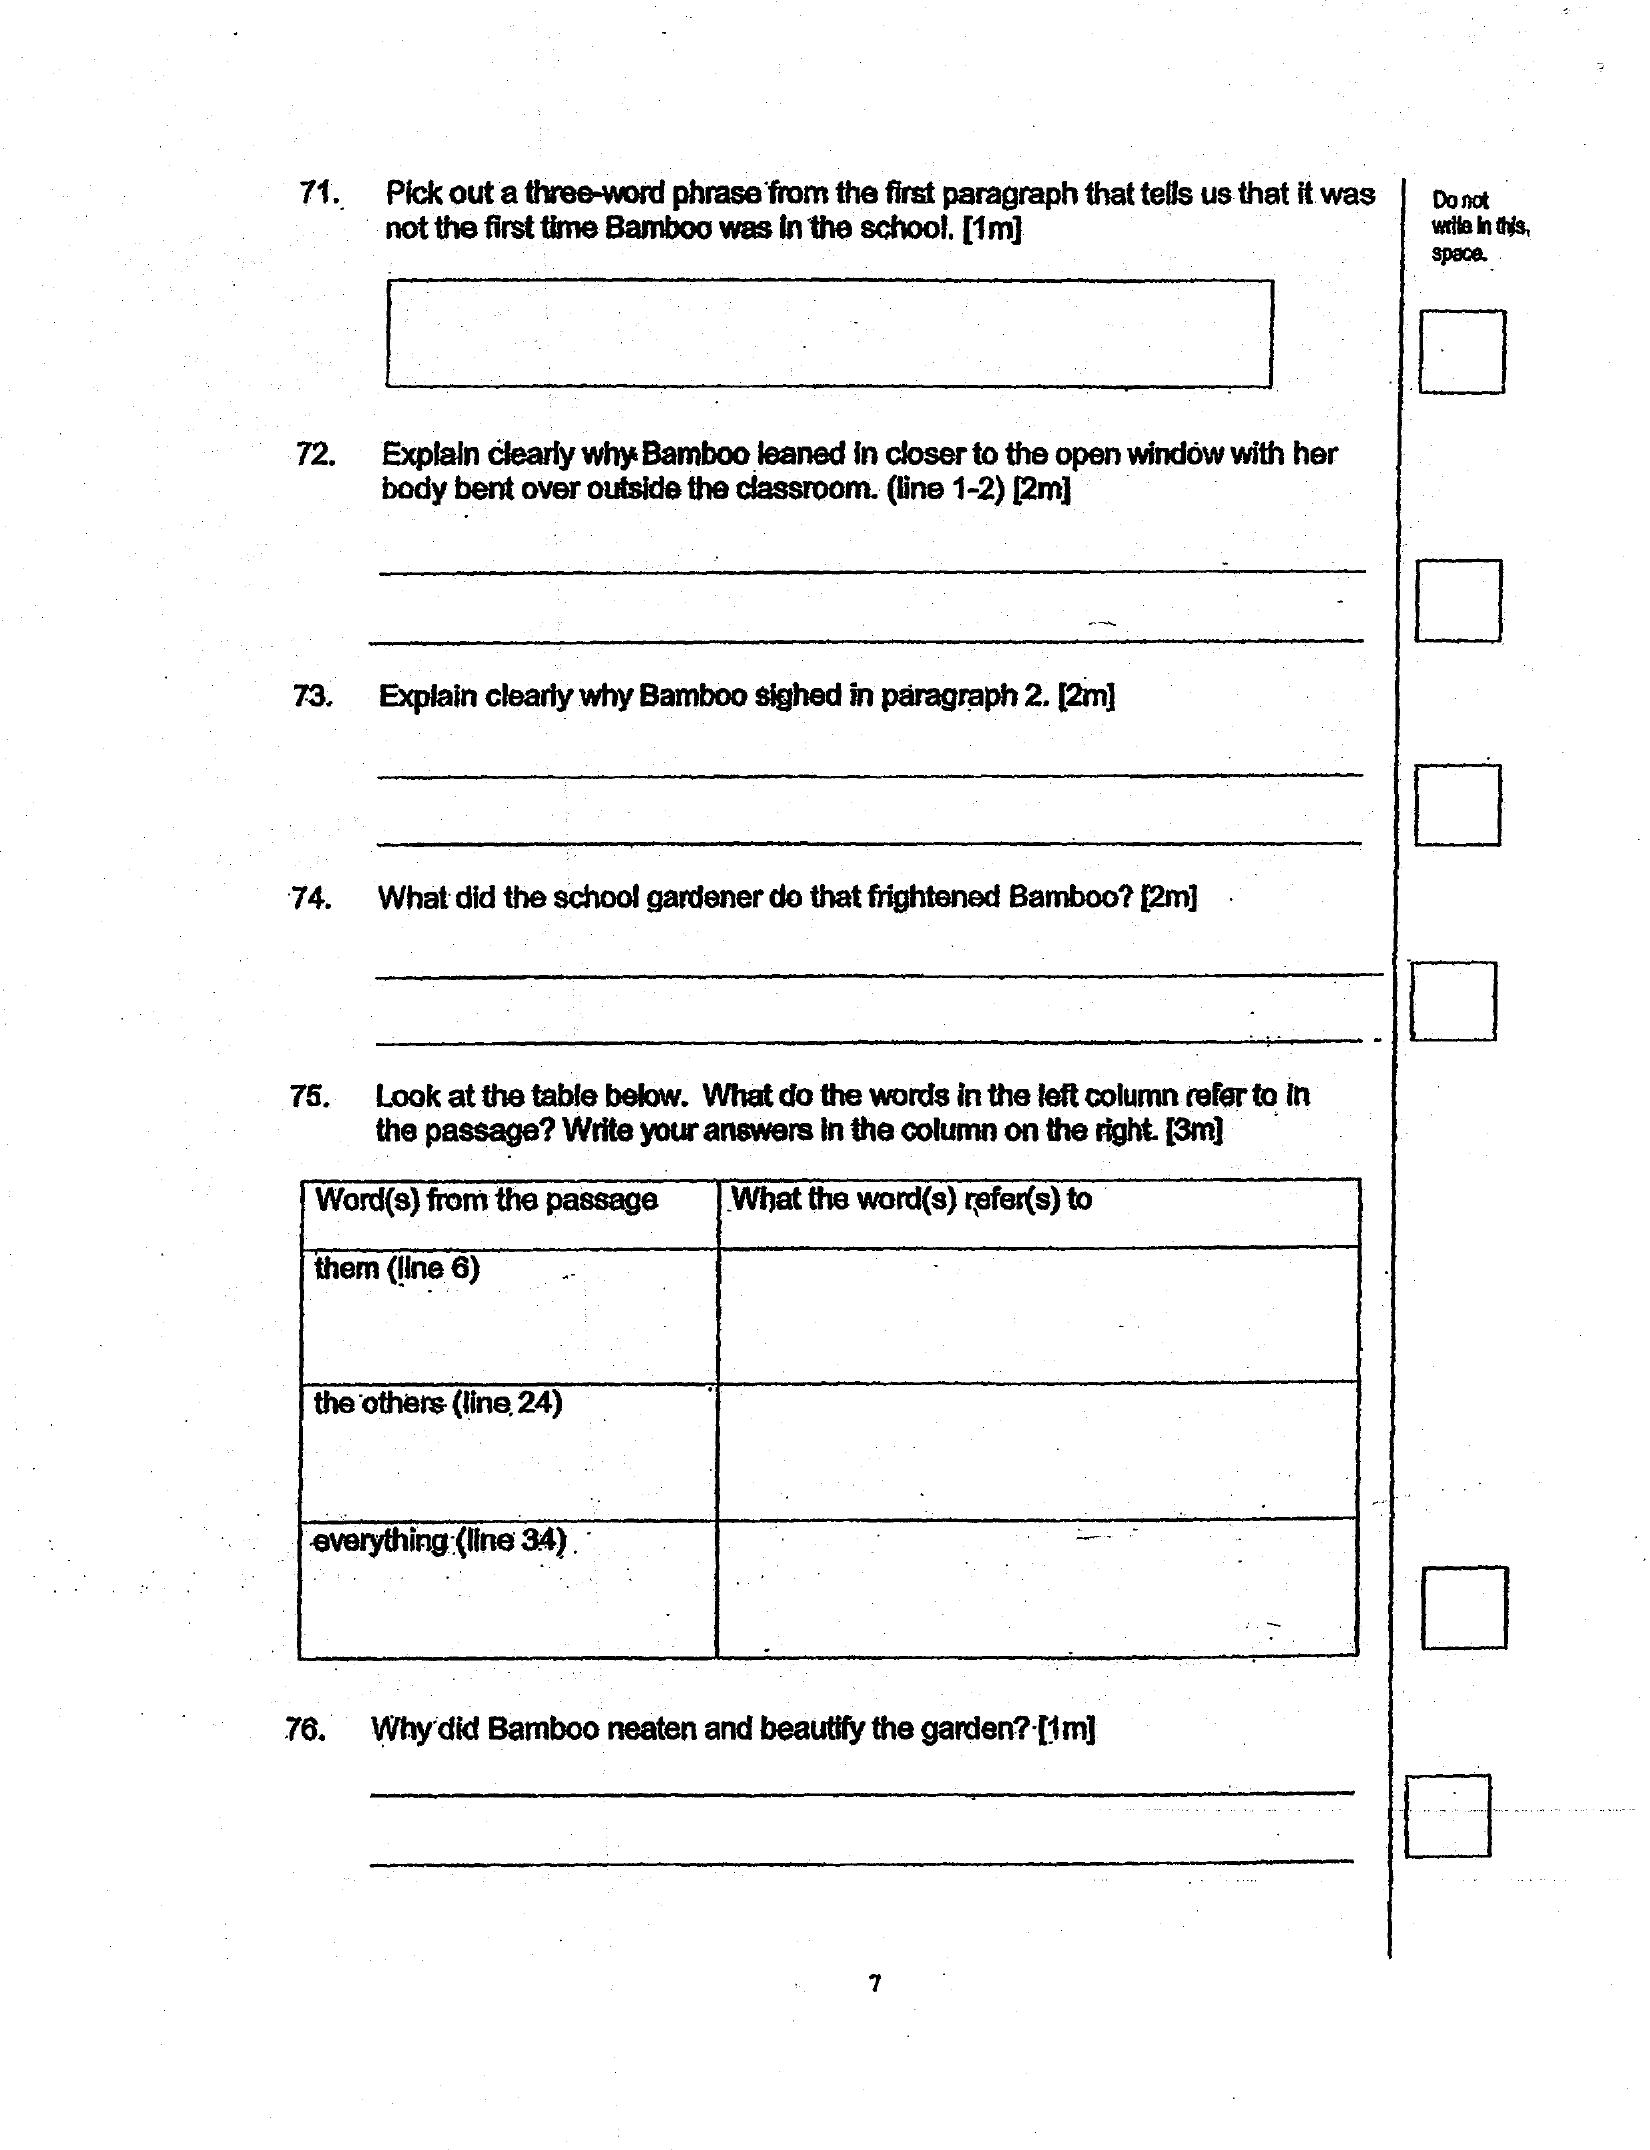 71. Pick out a three-word phrase from the first paragraph that tells us that it was
not the first time Bamboo was in the school. [1m]
Do not
write in this
space.
72. Explain clearly why Bamboo leaned in closer to the open window with her
body bent over outside the classroom. (line 1-2) [2m]
73. Explain clearly why Bamboo sighed in paragraph 2. [2m]
74. What did the school gardener do that frightened Bamboo? [2m]
75. Look at the table below. What do the words in the left column refer to in
the passage? Write your answers in the column on the right. [3m]
Word(s) from the passage What the word(s) refer(s) to
them (line 6)
the others (line 24)
everything (line 34)
76. Why did Bamboo neaten and beautify the garden? [1m]
7